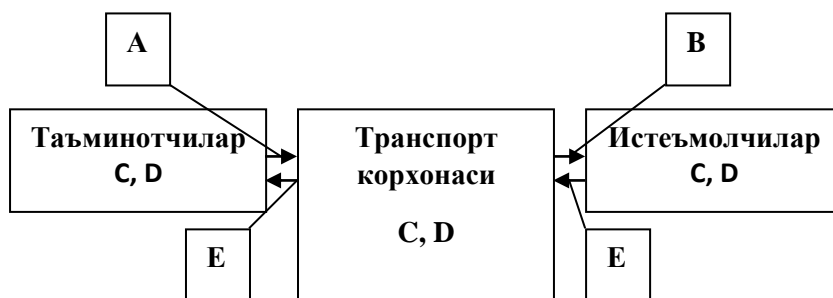 A
B
Таъминотчилар
C, D
Транспорт
корхонаси
C, D
Истеъмолчилар
C, D
E
E